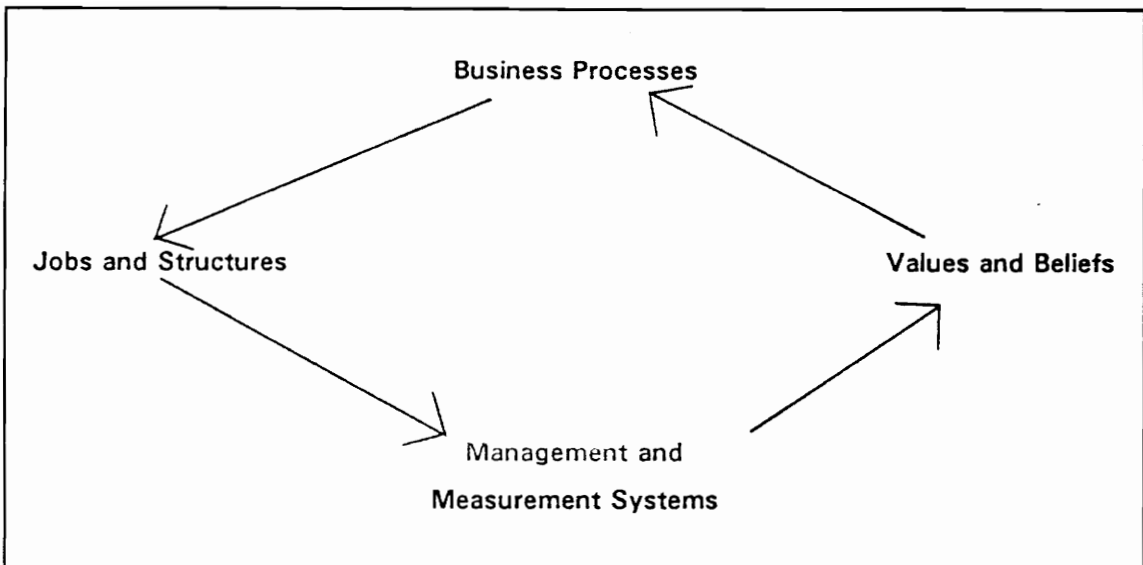 Business Processes
Jobs and Structures
Values and Beliefs
Management and
Measurement Systems